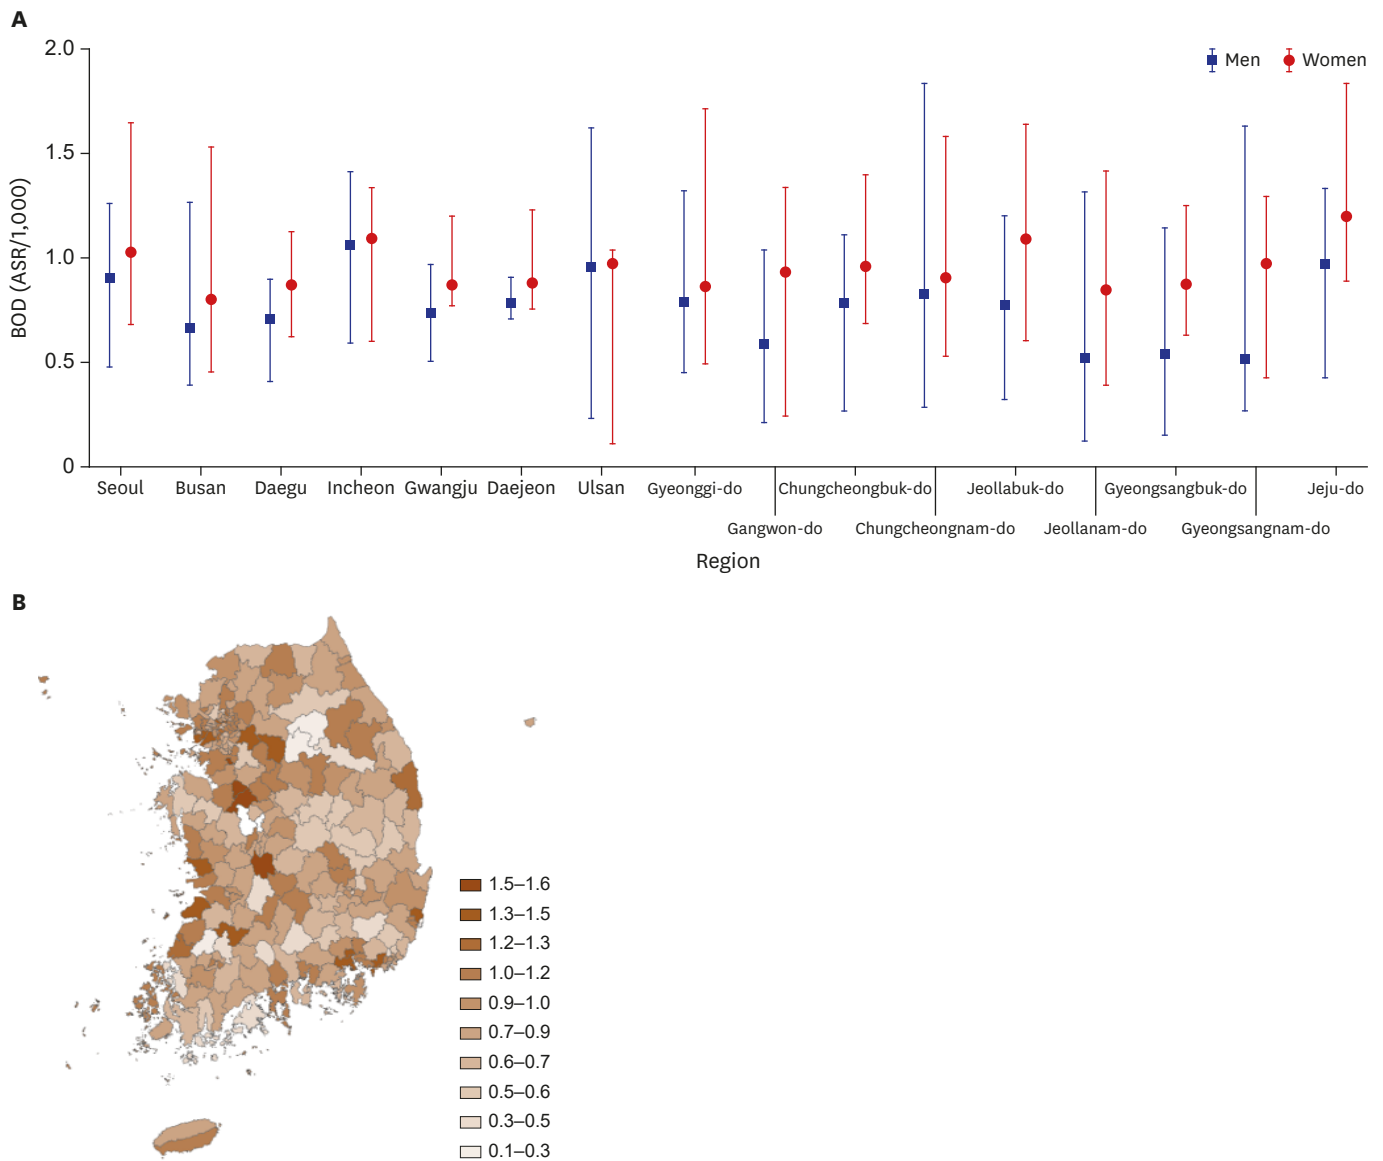 A
2.0
1.5
1.0
0.5
0
BOD (ASR/1,000)
Men
Women
Seoul
Busan
Daegu
Incheon
Gwangju
Daejeon
Ulsan
Gyeonggi-do
Gangwon-do
Chungcheongbuk-do
Chungcheongnam-do
Jeollabuk-do
Jeollanam-do
Gyeongsangbuk-do
Gyeongsangnam-do
Jeju-do
Region
B
1.5–1.6
1.3–1.5
1.2–1.3
1.0–1.2
0.9–1.0
0.7–0.9
0.6–0.7
0.5–0.6
0.3–0.5
0.1–0.3